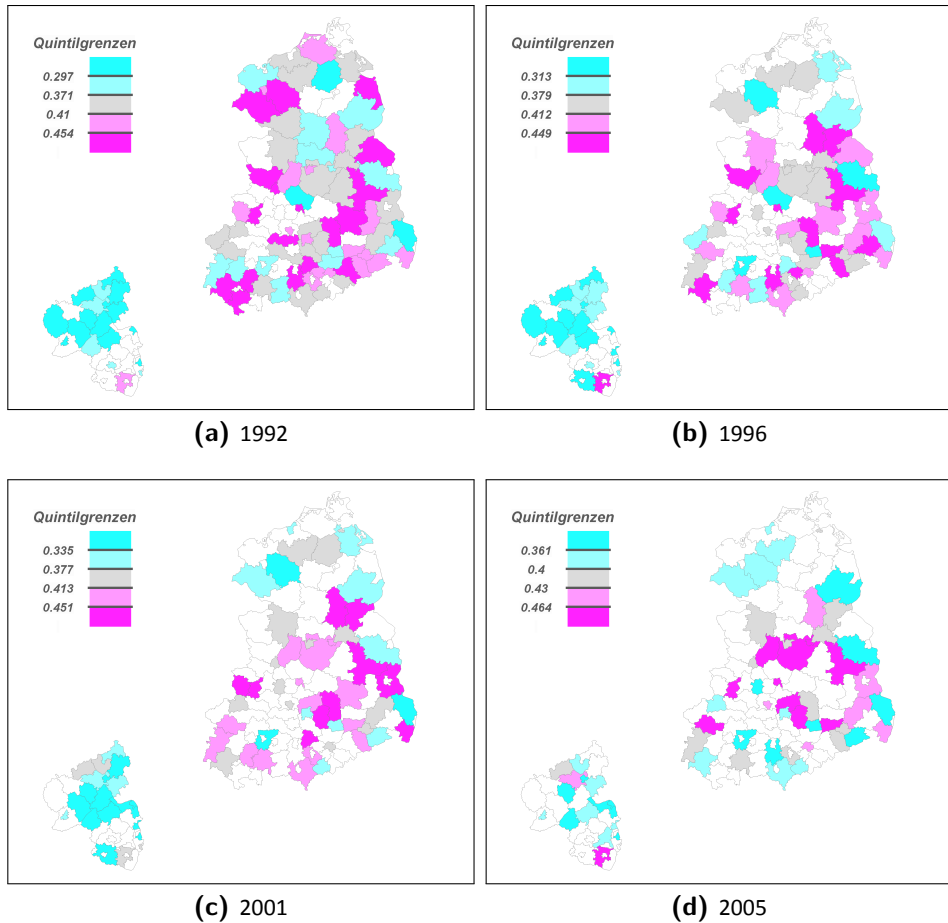 Quintilgrenzen
0.297
0.371
0.41
0.454
(a) 1992
Quintilgrenzen
0.313
0.379
0.412
0.449
(b) 1996
Quintilgrenzen
0.335
0.377
0.413
0.451
(c) 2001
Quintilgrenzen
0.361
0.4
0.43
0.464
(d) 2005